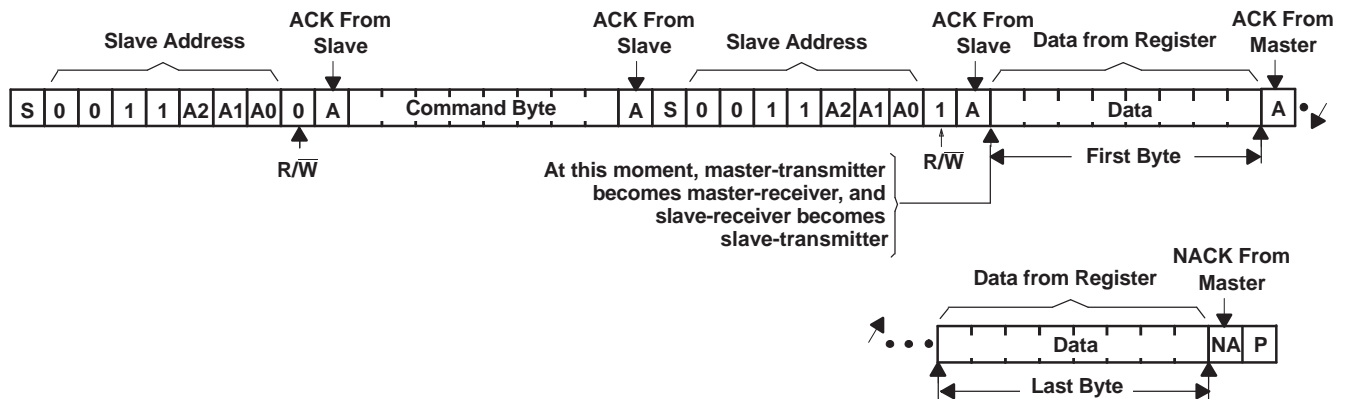 ACK From Slave
ACK From Slave
ACK From Slave
ACK From Master
Slave Address
Slave Address
Data from Register
S 0 0 1 1 A2 A1 A0 0 A Command Byte A S 0 0 1 1 A2 A1 A0 1 A Data A
R/W̅
R/W̅
First Byte
At this moment, master-transmitter
becomes master-receiver, and
slave-receiver becomes
slave-transmitter
NACK From
Master
Data from Register
Data NA P
Last Byte